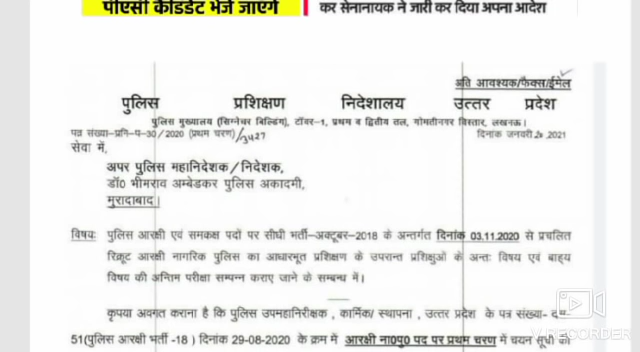 पीएसी कैडेट भेजे जाएंगे
कर सेनानायक ने जारी कर दिया अपना आदेश
अति आवश्यक/फैक्स/ईमेल
पुलिस प्रशिक्षण निदेशालय उत्तर प्रदेश
पुलिस मुख्यालय (सिग्नेचर बिल्डिंग), टॉवर-1, प्रथम व द्वितीय तल, गोमतीनगर विस्तार, लखनऊ।
पत्र संख्या-प्रनि-प-30/2020 (प्रथम चरण)/3427 दिनांक जनवरी 2021
सेवा में,
अपर पुलिस महानिदेशक/निदेशक,
डॉ0 भीमराव अम्बेडकर पुलिस अकादमी,
मुरादाबाद।
विषयः पुलिस आरक्षी एवं समकक्ष पदों पर सीधी भर्ती-अक्टूबर-2018 के अन्तर्गत दिनांक 03.11.2020 से प्रचलित
रिक्रूट आरक्षी नागरिक पुलिस का आधारभूत प्रशिक्षण के उपरान्त प्रशिक्षुओं के अन्तः विषय एवं बाह्य
विषय की अन्तिम परीक्षा सम्पन्न कराए जाने के सम्बन्ध में।
कृपया अवगत कराना है कि पुलिस उपमहानिरीक्षक, कार्मिक/स्थापना, उत्तर प्रदेश के पत्र संख्या-
51(पुलिस आरक्षी भर्ती-18) दिनांक 29-08-2020 के क्रम में आरक्षी ना0पु0 पद पर प्रथम चरण में चयन सूची की
V RECORDER